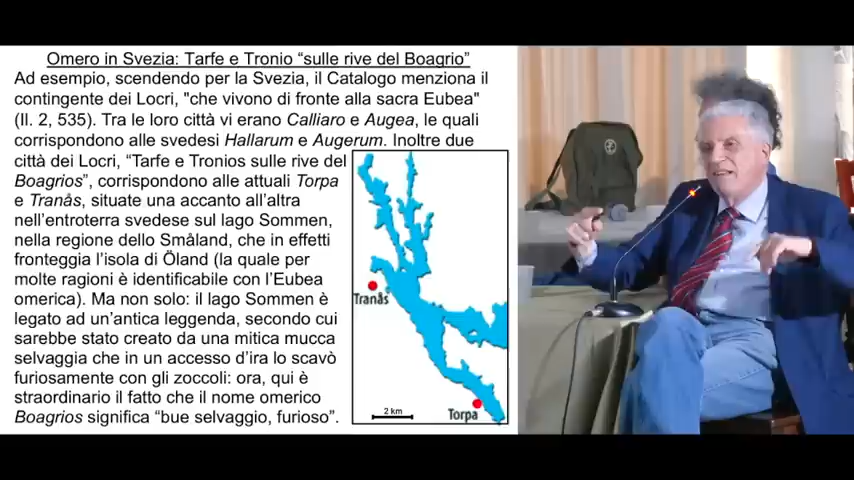 Omero in Svezia: Tarfe e Tronio “sulle rive del Boagrio”
Ad esempio, scendendo per la Svezia, il Catalogo menziona il
contingente dei Locri, "che vivono di fronte alla sacra Eubea"
(Il. 2, 535). Tra le loro città vi erano Calliaro e Augea, le quali
corrispondono alle svedesi Hallarum e Augerum. Inoltre due
città dei Locri, “Tarfe e Tronios sulle rive del
Boagrios”, corrispondono alle attuali Torpa
e Tranås, situate una accanto all’altra
nell’entroterra svedese sul lago Sommen,
nella regione dello Småland, che in effetti
fronteggia l’isola di Öland (la quale per
molte ragioni è identificabile con l’Eubea
omerica). Ma non solo: il lago Sommen è
legato ad un’antica leggenda, secondo cui
sarebbe stato creato da una mitica mucca
selvaggia che in un accesso d’ira lo scavò
furiosamente con gli zoccoli: ora, qui è
straordinario il fatto che il nome omerico
Boagrios significa “bue selvaggio, furioso”.
Tranås
2 km
Torpa